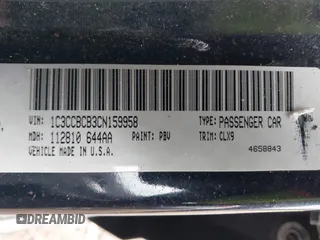 VIN: 1C3CCBCB3CN159958 TYPE: PASSENGER CAR
MDH: 112810 644AA PAINT: PBV TRIM: CLX9
VEHICLE MADE IN U.S.A. 4658843
DREAMBID